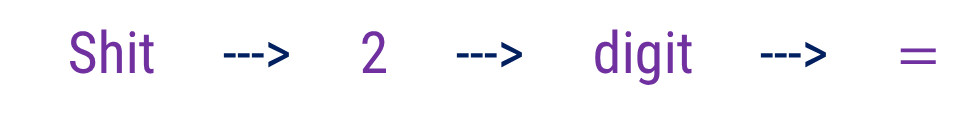 Shit ---> 2 ---> digit ---> =